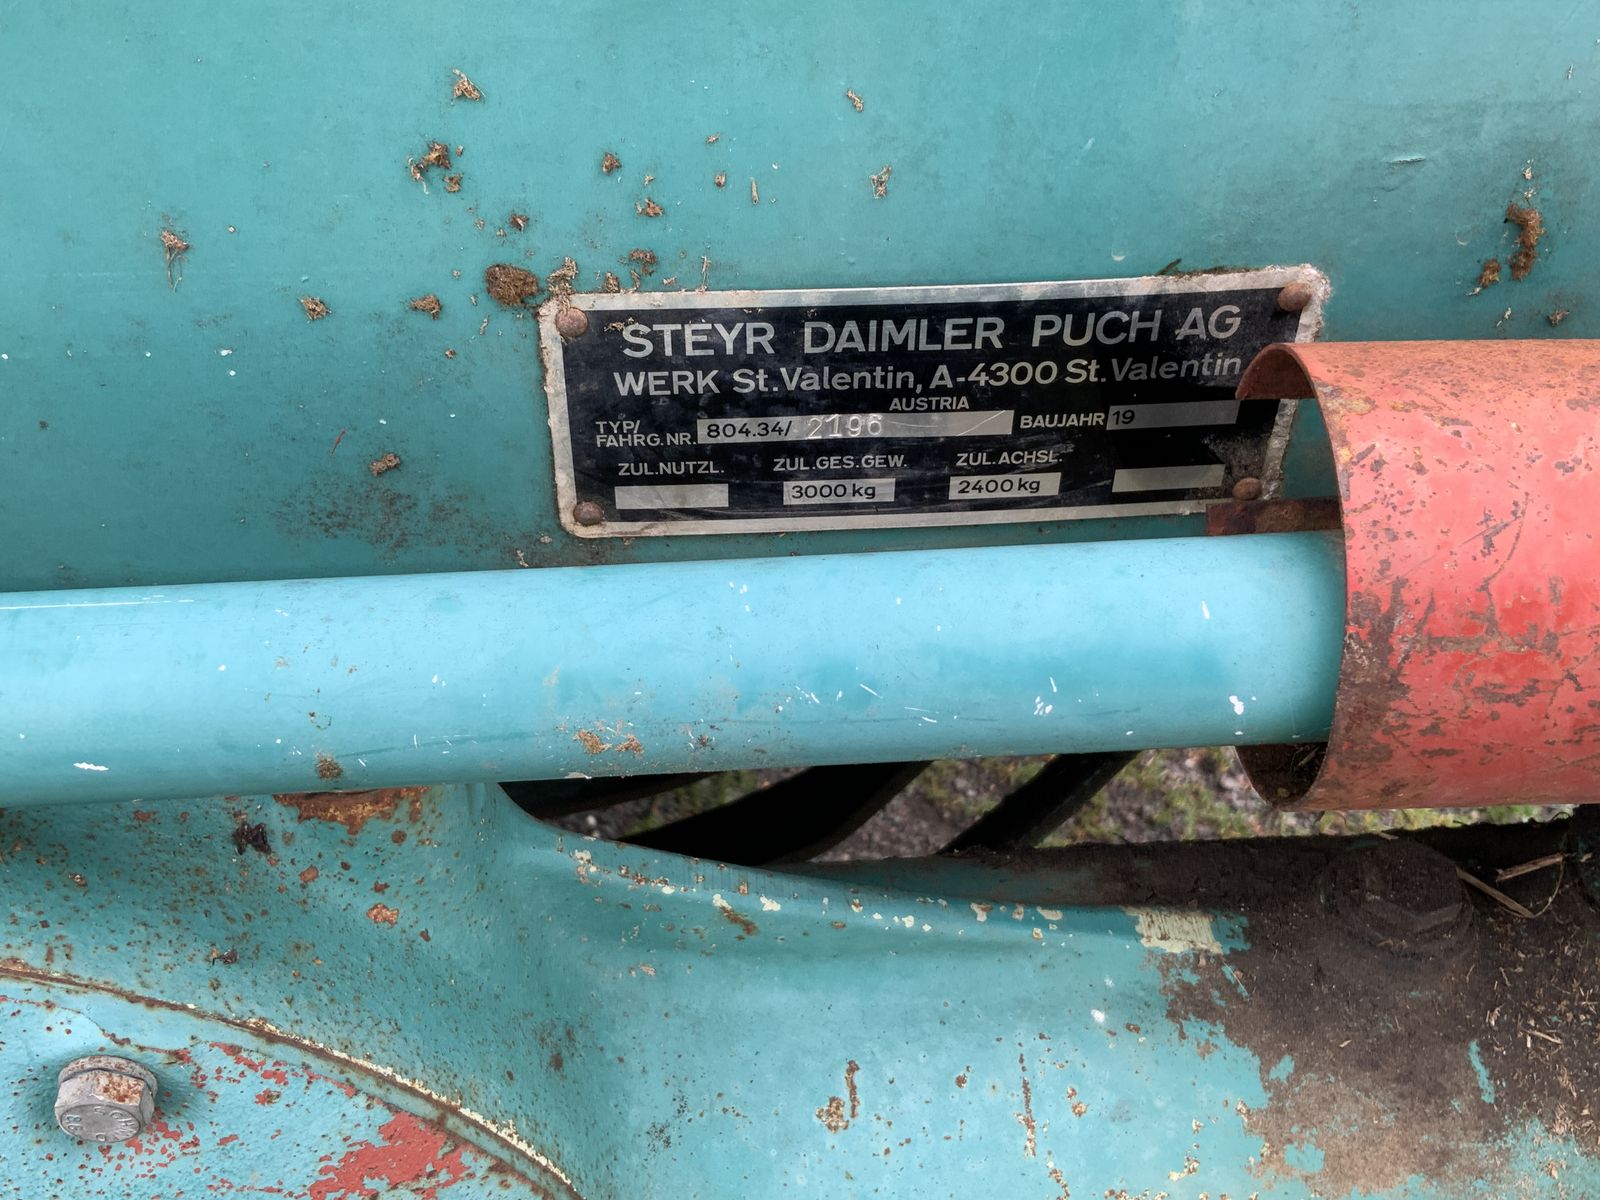 STEYR DAIMLER PUCH AG
WERK St. Valentin, A-4300 St. Valentin
AUSTRIA
TYP/
FAHRG.NR. 804.34/ 2196 BAUJAHR 19
ZUL.NUTZL. ZUL.GES.GEW. ZUL.ACHSL.
3000 kg 2400 kg